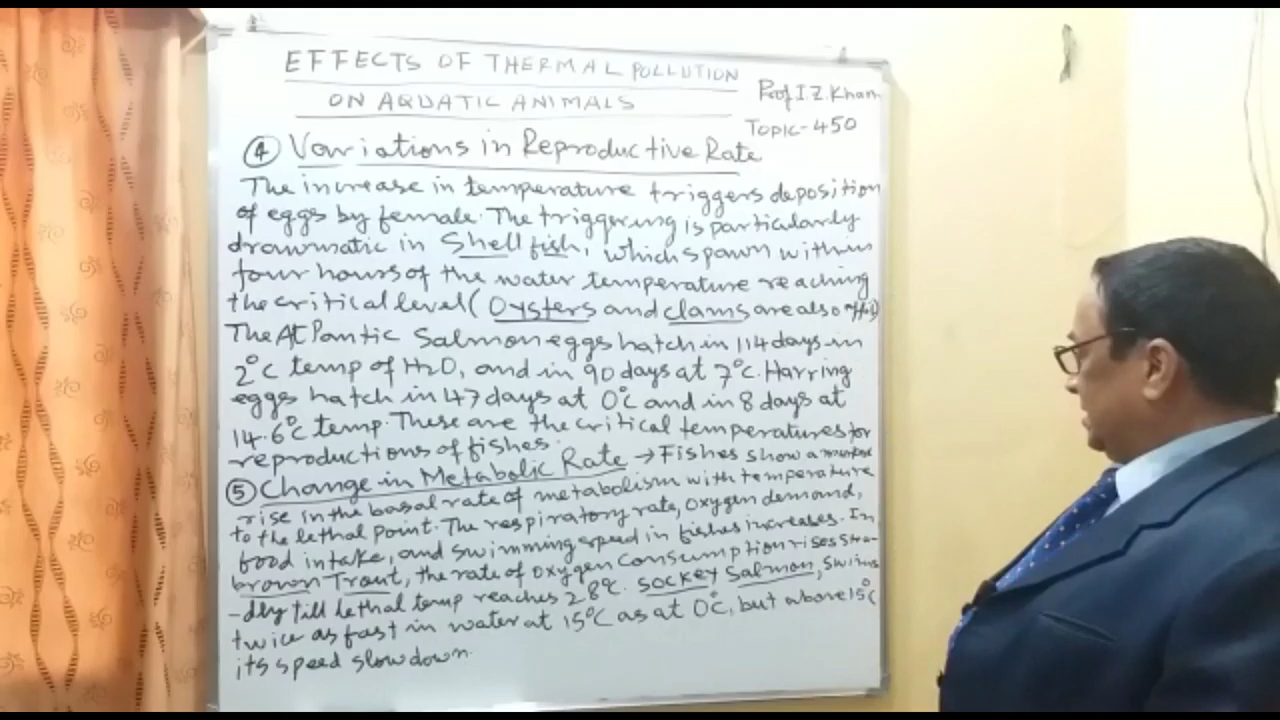 EFFECTS OF THERMAL POLLUTION
ON AQUATIC ANIMALS
Prof I.Z. Khan
TOPIC-450
④ Variations in Reproductive Rate
The increase in temperature triggers deposition
of eggs by female. The triggering is particularly
dramatic in Shell fish, which spawn within
four hours of the water temperature reaching
the critical level (Oysters and clams are also
The Atlantic Salmon eggs hatch in 114 days in
2°C temp of H2O, and in 90 days at 7°C. Harring
eggs hatch in 47 days at 0°C and in 8 days at
14.6°C temp. These are the critical temperatures for
reproductions of fishes.
⑤ Change in Metabolic Rate → Fishes show a
rise in the basal rate of metabolism with temperature
to the lethal point. The respiratory rate, oxygen demand,
food intake, and swimming speed in fishes increases. In
brown Trout, the rate of oxygen consumption rises stea-
-dly till lethal temp reaches 28°C. SOCKEY Salmon, swims
twice as fast in water at 15°C as at 0°C, but above 15°C
its speed slow down.